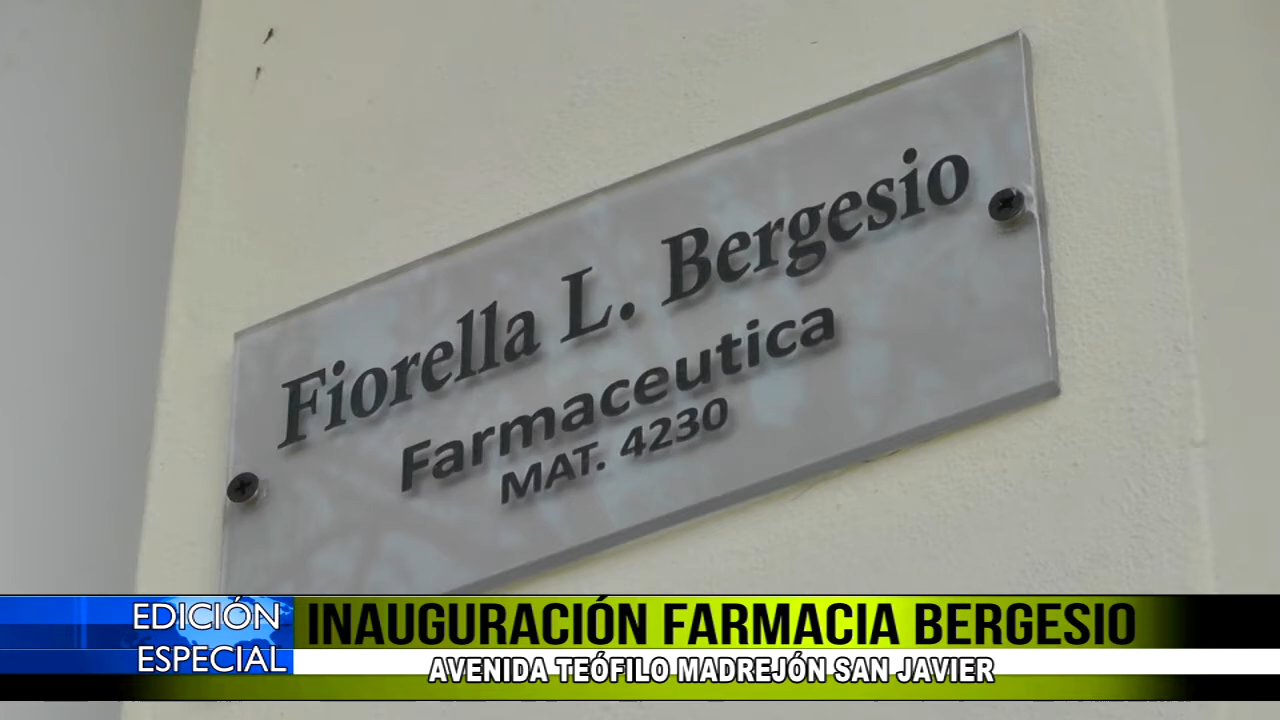 Fiorella L. Bergesio
Farmaceutica
MAT. 4230
EDICIÓN
ESPECIAL
INAUGURACIÓN FARMACIA BERGESIO
AVENIDA TEÓFILO MADREJÓN SAN JAVIER